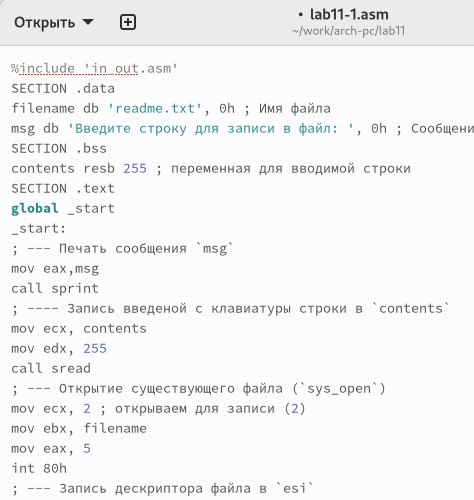 Открыть
• lab11-1.asm
~/work/arch-pc/lab11
%include 'in_out.asm'
SECTION .data
filename db 'readme.txt', 0h ; Имя файла
msg db 'Введите строку для записи в файл: ', 0h ; Сообщени
SECTION .bss
contents resb 255 ; переменная для вводимой строки
SECTION .text
global _start
_start:
; --- Печать сообщения `msg`
mov eax,msg
call sprint
; ---- Запись введеной с клавиатуры строки в `contents`
mov ecx, contents
mov edx, 255
call sread
; --- Открытие существующего файла (`sys_open`)
mov ecx, 2 ; открываем для записи (2)
mov ebx, filename
mov eax, 5
int 80h
; --- Запись дескриптора файла в `esi`